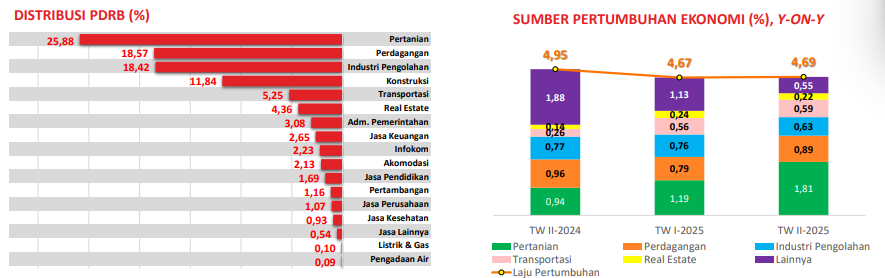 DISTRIBUSI PDRB (%)
25,88 Pertanian
18,57 Perdagangan
18,42 Industri Pengolahan
11,84 Konstruksi
5,25 Transportasi
4,36 Real Estate
3,08 Adm. Pemerintahan
2,65 Jasa Keuangan
2,23 Infokom
2,13 Akomodasi
1,69 Jasa Pendidikan
1,16 Pertambangan
1,07 Jasa Perusahaan
0,93 Jasa Kesehatan
0,54 Jasa Lainnya
0,10 Listrik & Gas
0,09 Pengadaan Air
SUMBER PERTUMBUHAN EKONOMI (%), Y-ON-Y
4,95 4,67 4,69
1,88 1,13 0,55
0,14 0,24 0,22
0,26 0,56 0,59
0,77 0,76 0,63
0,96 0,79 0,89
0,94 1,19 1,81
TW II-2024 TW I-2025 TW II-2025
Pertanian Perdagangan Industri Pengolahan
Transportasi Real Estate Lainnya
Laju Pertumbuhan